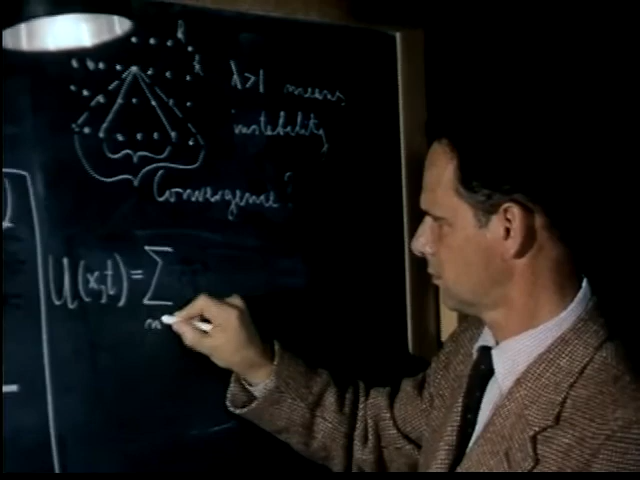 λ>1 means
instability
Convergence?
U(x,t) = Σ
n